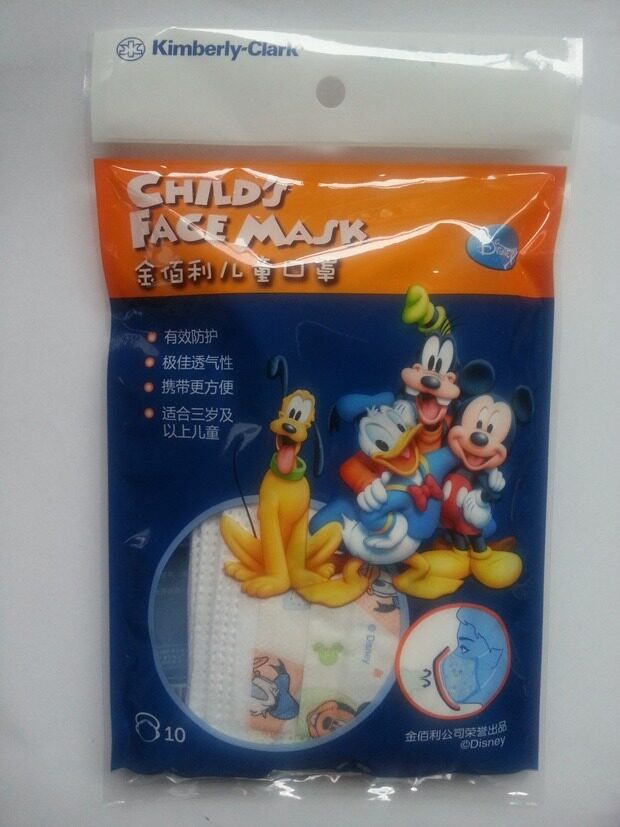 Kimberly-Clark
CHILD'S
FACE MASK
Disney
金佰利儿童口罩
有效防护
极佳透气性
携带更方便
适合三岁及
以上儿童
© Disney
10
金佰利公司荣誉出品
©Disney